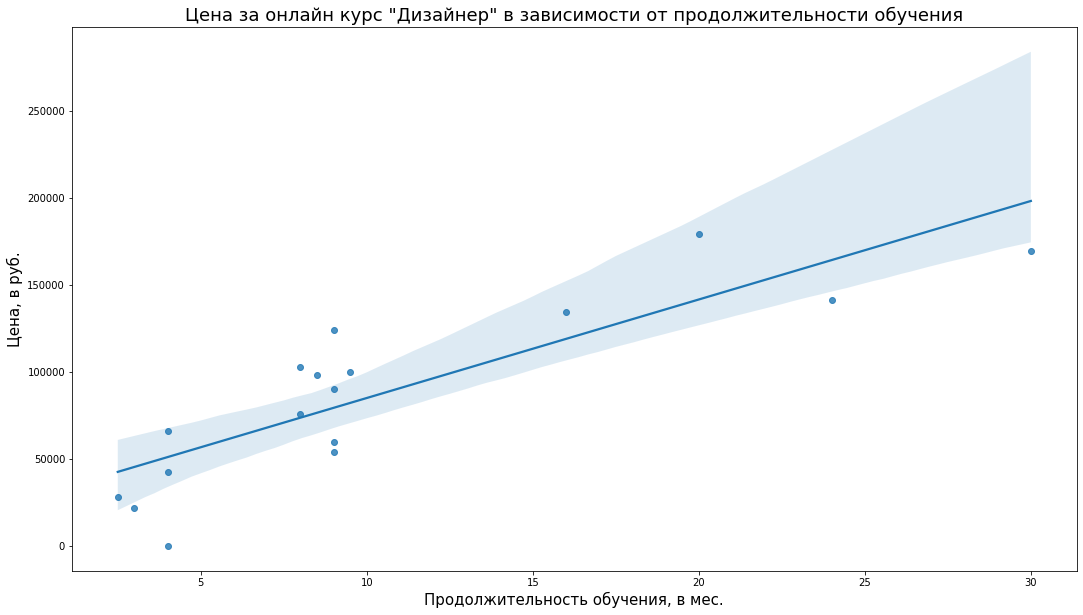 Цена за онлайн курс "Дизайнер" в зависимости от продолжительности обучения
Цена, в руб.
250000
200000
150000
100000
50000
0
5 10 15 20 25 30
Продолжительность обучения, в мес.